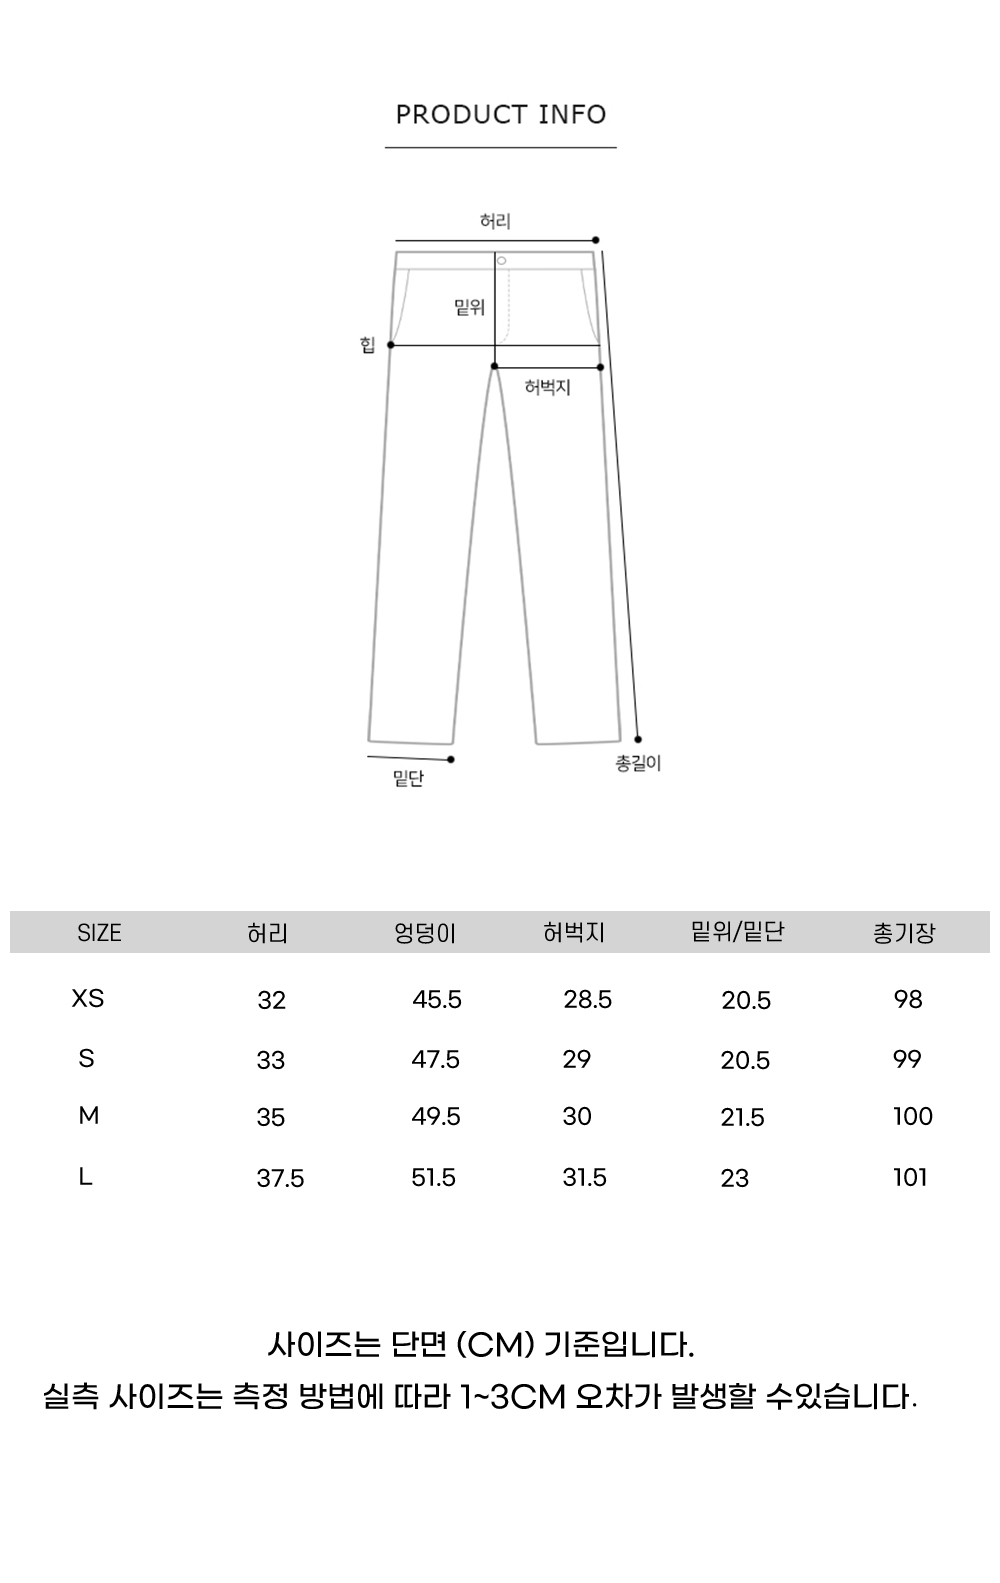 PRODUCT INFO
허리
밑위
힙
허벅지
밑단
총길이
SIZE 허리 엉덩이 허벅지 밑위/밑단 총기장
XS 32 45.5 28.5 20.5 98
S 33 47.5 29 20.5 99
M 35 49.5 30 21.5 100
L 37.5 51.5 31.5 23 101
사이즈는 단면 (CM) 기준입니다.
실측 사이즈는 측정 방법에 따라 1~3CM 오차가 발생할 수있습니다.